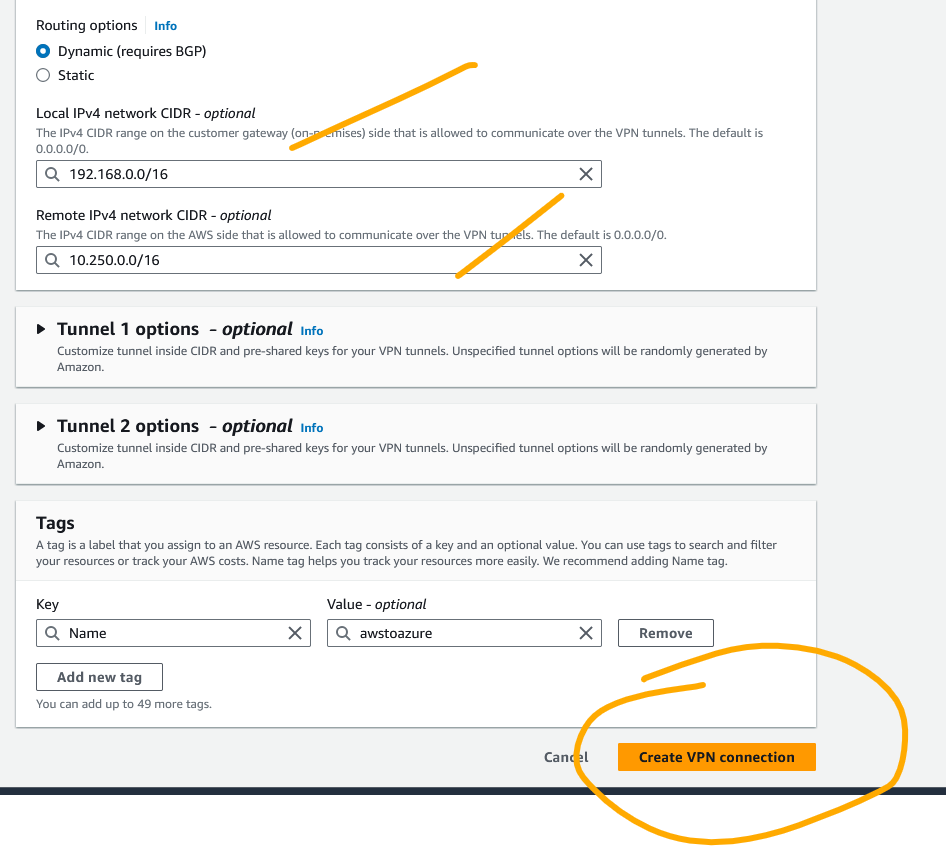 Routing options Info
Dynamic (requires BGP)
Static
Local IPv4 network CIDR - optional
The IPv4 CIDR range on the customer gateway (on-premises) side that is allowed to communicate over the VPN tunnels. The default is
0.0.0.0/0.
192.168.0.0/16
Remote IPv4 network CIDR - optional
The IPv4 CIDR range on the AWS side that is allowed to communicate over the VPN tunnels. The default is 0.0.0.0/0.
10.250.0.0/16
Tunnel 1 options - optional Info
Customize tunnel inside CIDR and pre-shared keys for your VPN tunnels. Unspecified tunnel options will be randomly generated by
Amazon.
Tunnel 2 options - optional Info
Customize tunnel inside CIDR and pre-shared keys for your VPN tunnels. Unspecified tunnel options will be randomly generated by
Amazon.
Tags
A tag is a label that you assign to an AWS resource. Each tag consists of a key and an optional value. You can use tags to search and filter
your resources or track your AWS costs. Name tag helps you track your resources more easily. We recommend adding Name tag.
Key Value - optional
Name awstoazure Remove
Add new tag
You can add up to 49 more tags.
Cancel Create VPN connection